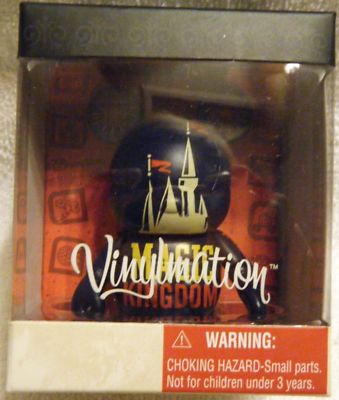 MAGIC
Vinylmation™
KINGDOM
WARNING:
CHOKING HAZARD-Small parts.
Not for children under 3 years.